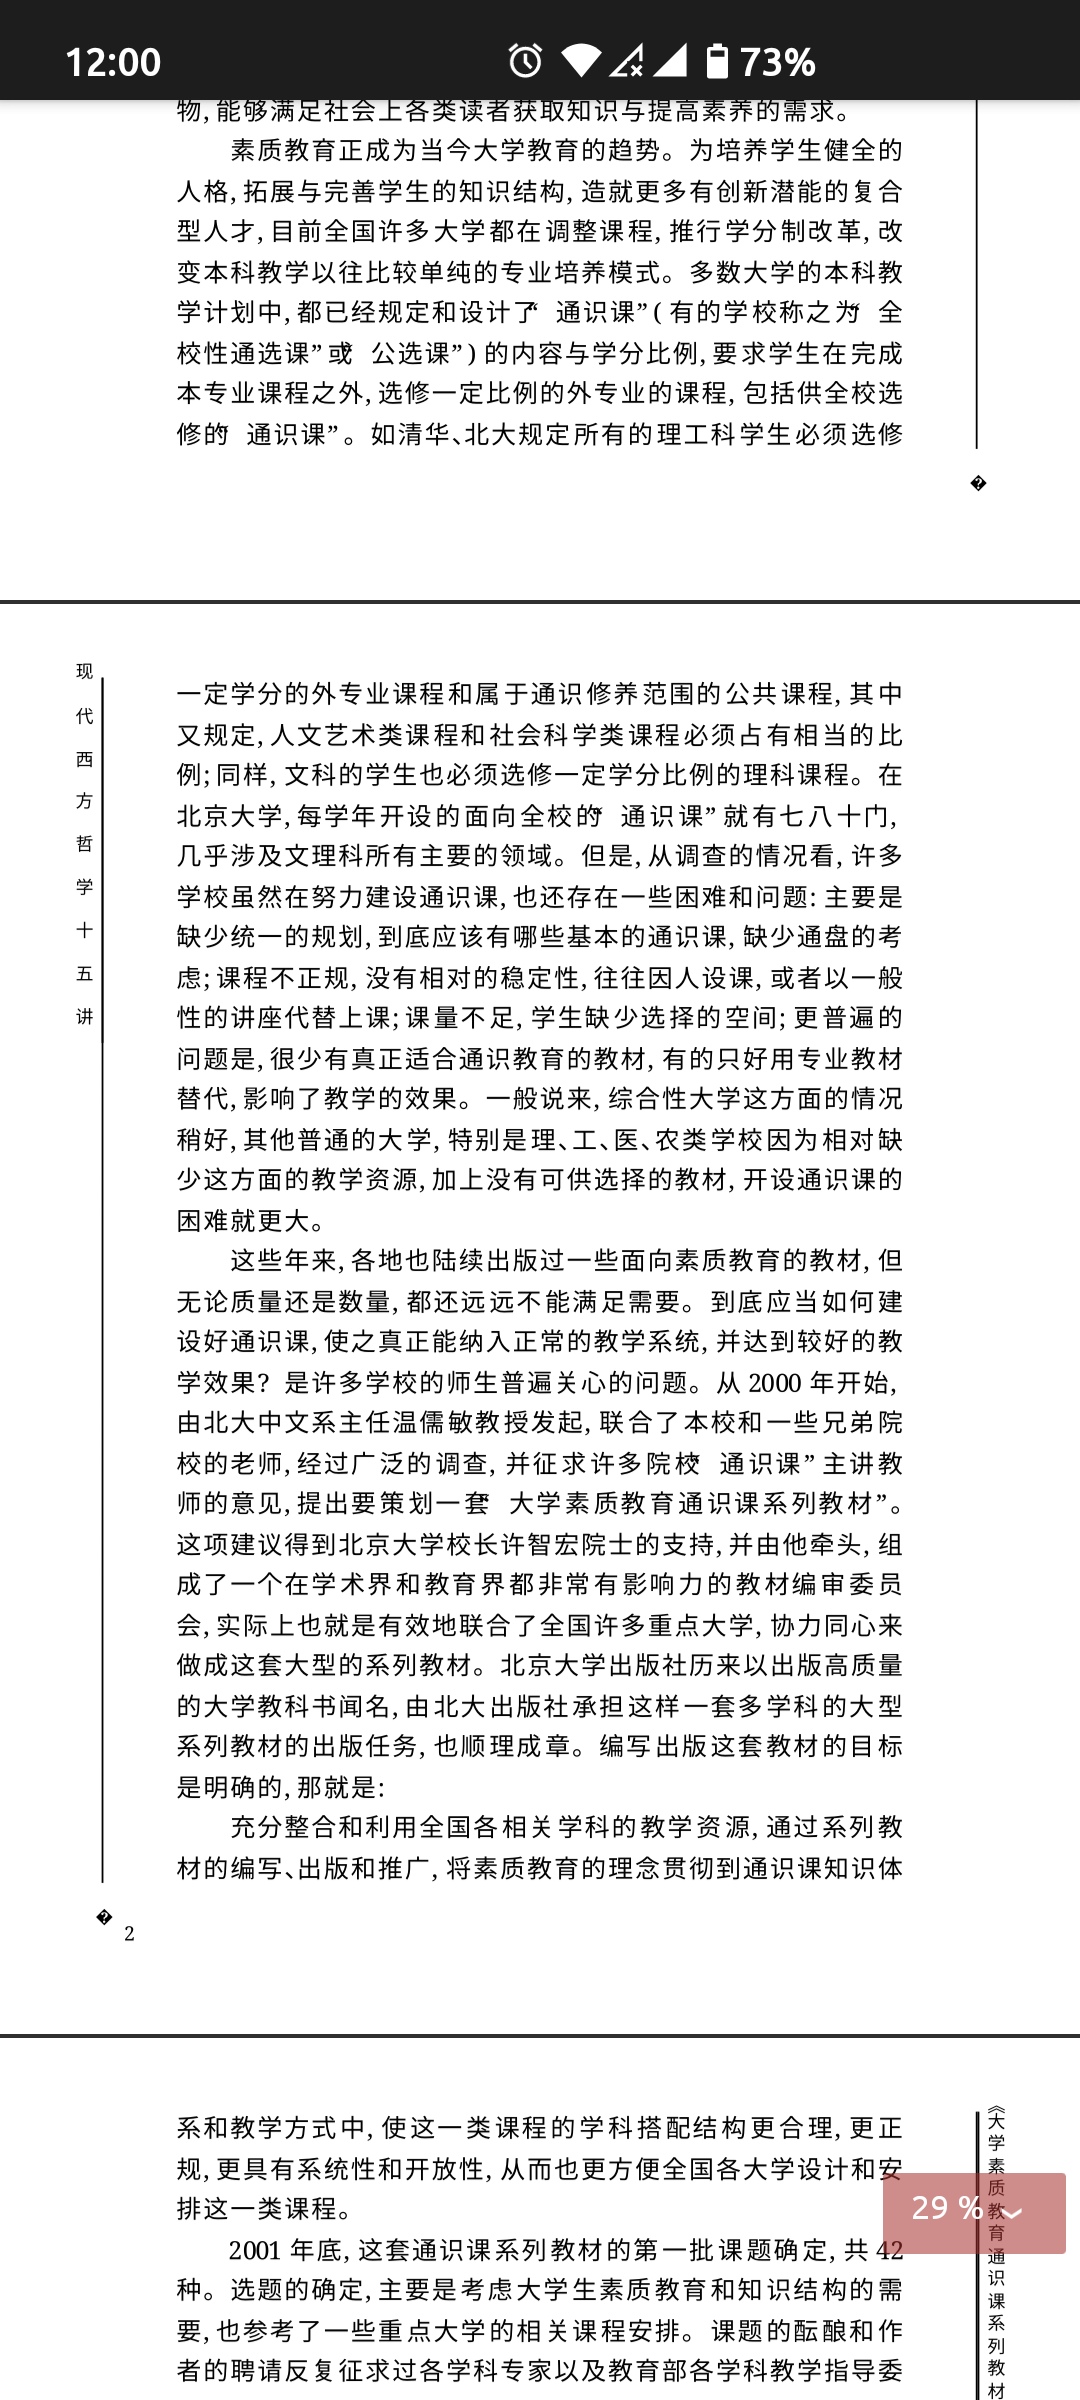 12:00
73%
物,能够满足社会上各类读者获取知识与提高素养的需求。
素质教育正成为当今大学教育的趋势。为培养学生健全的
人格,拓展与完善学生的知识结构,造就更多有创新潜能的复合
型人才,目前全国许多大学都在调整课程,推行学分制改革,改
变本科教学以往比较单纯的专业培养模式。多数大学的本科教
学计划中,都已经规定和设计了“通识课”(有的学校称之为“全
校性通选课”或“公选课”)的内容与学分比例,要求学生在完成
本专业课程之外,选修一定比例的外专业的课程,包括供全校选
修的“通识课”。如清华、北大规定所有的理工科学生必须选修
�
现代西方哲学十五讲
一定学分的外专业课程和属于通识修养范围的公共课程,其中
又规定,人文艺术类课程和社会科学类课程必须占有相当的比
例;同样,文科的学生也必须选修一定学分比例的理科课程。在
北京大学,每学年开设的面向全校的“通识课”就有七八十门,
几乎涉及文理科所有主要的领域。但是,从调查的情况看,许多
学校虽然在努力建设通识课,也还存在一些困难和问题:主要是
缺少统一的规划,到底应该有哪些基本的通识课,缺少通盘的考
虑;课程不正规,没有相对的稳定性,往往因人设课,或者以一般
性的讲座代替上课;课量不足,学生缺少选择的空间;更普遍的
问题是,很少有真正适合通识教育的教材,有的只好用专业教材
替代,影响了教学的效果。一般说来,综合性大学这方面的情况
稍好,其他普通的大学,特别是理、工、医、农类学校因为相对缺
少这方面的教学资源,加上没有可供选择的教材,开设通识课的
困难就更大。
这些年来,各地也陆续出版过一些面向素质教育的教材,但
无论质量还是数量,都还远远不能满足需要。到底应当如何建
设好通识课,使之真正能纳入正常的教学系统,并达到较好的教
学效果?是许多学校的师生普遍关心的问题。从 2000 年开始,
由北大中文系主任温儒敏教授发起,联合了本校和一些兄弟院
校的老师,经过广泛的调查,并征求许多院校“通识课”主讲教
师的意见,提出要策划一套“大学素质教育通识课系列教材”。
这项建议得到北京大学校长许智宏院士的支持,并由他牵头,组
成了一个在学术界和教育界都非常有影响力的教材编审委员
会,实际上也就是有效地联合了全国许多重点大学,协力同心来
做成这套大型的系列教材。北京大学出版社历来以出版高质量
的大学教科书闻名,由北大出版社承担这样一套多学科的大型
系列教材的出版任务,也顺理成章。编写出版这套教材的目标
是明确的,那就是:
充分整合和利用全国各相关学科的教学资源,通过系列教
材的编写、出版和推广,将素质教育的理念贯彻到通识课知识体
�
2
系和教学方式中,使这一类课程的学科搭配结构更合理,更正
规,更具有系统性和开放性,从而也更方便全国各大学设计和安
排这一类课程。
2001 年底,这套通识课系列教材的第一批课题确定,共 42
种。选题的确定,主要是考虑大学生素质教育和知识结构的需
要,也参考了一些重点大学的相关课程安排。课题的酝酿和作
者的聘请反复征求过各学科专家以及教育部各学科教学指导委
《大学素质教育通识课系列教材
29 %